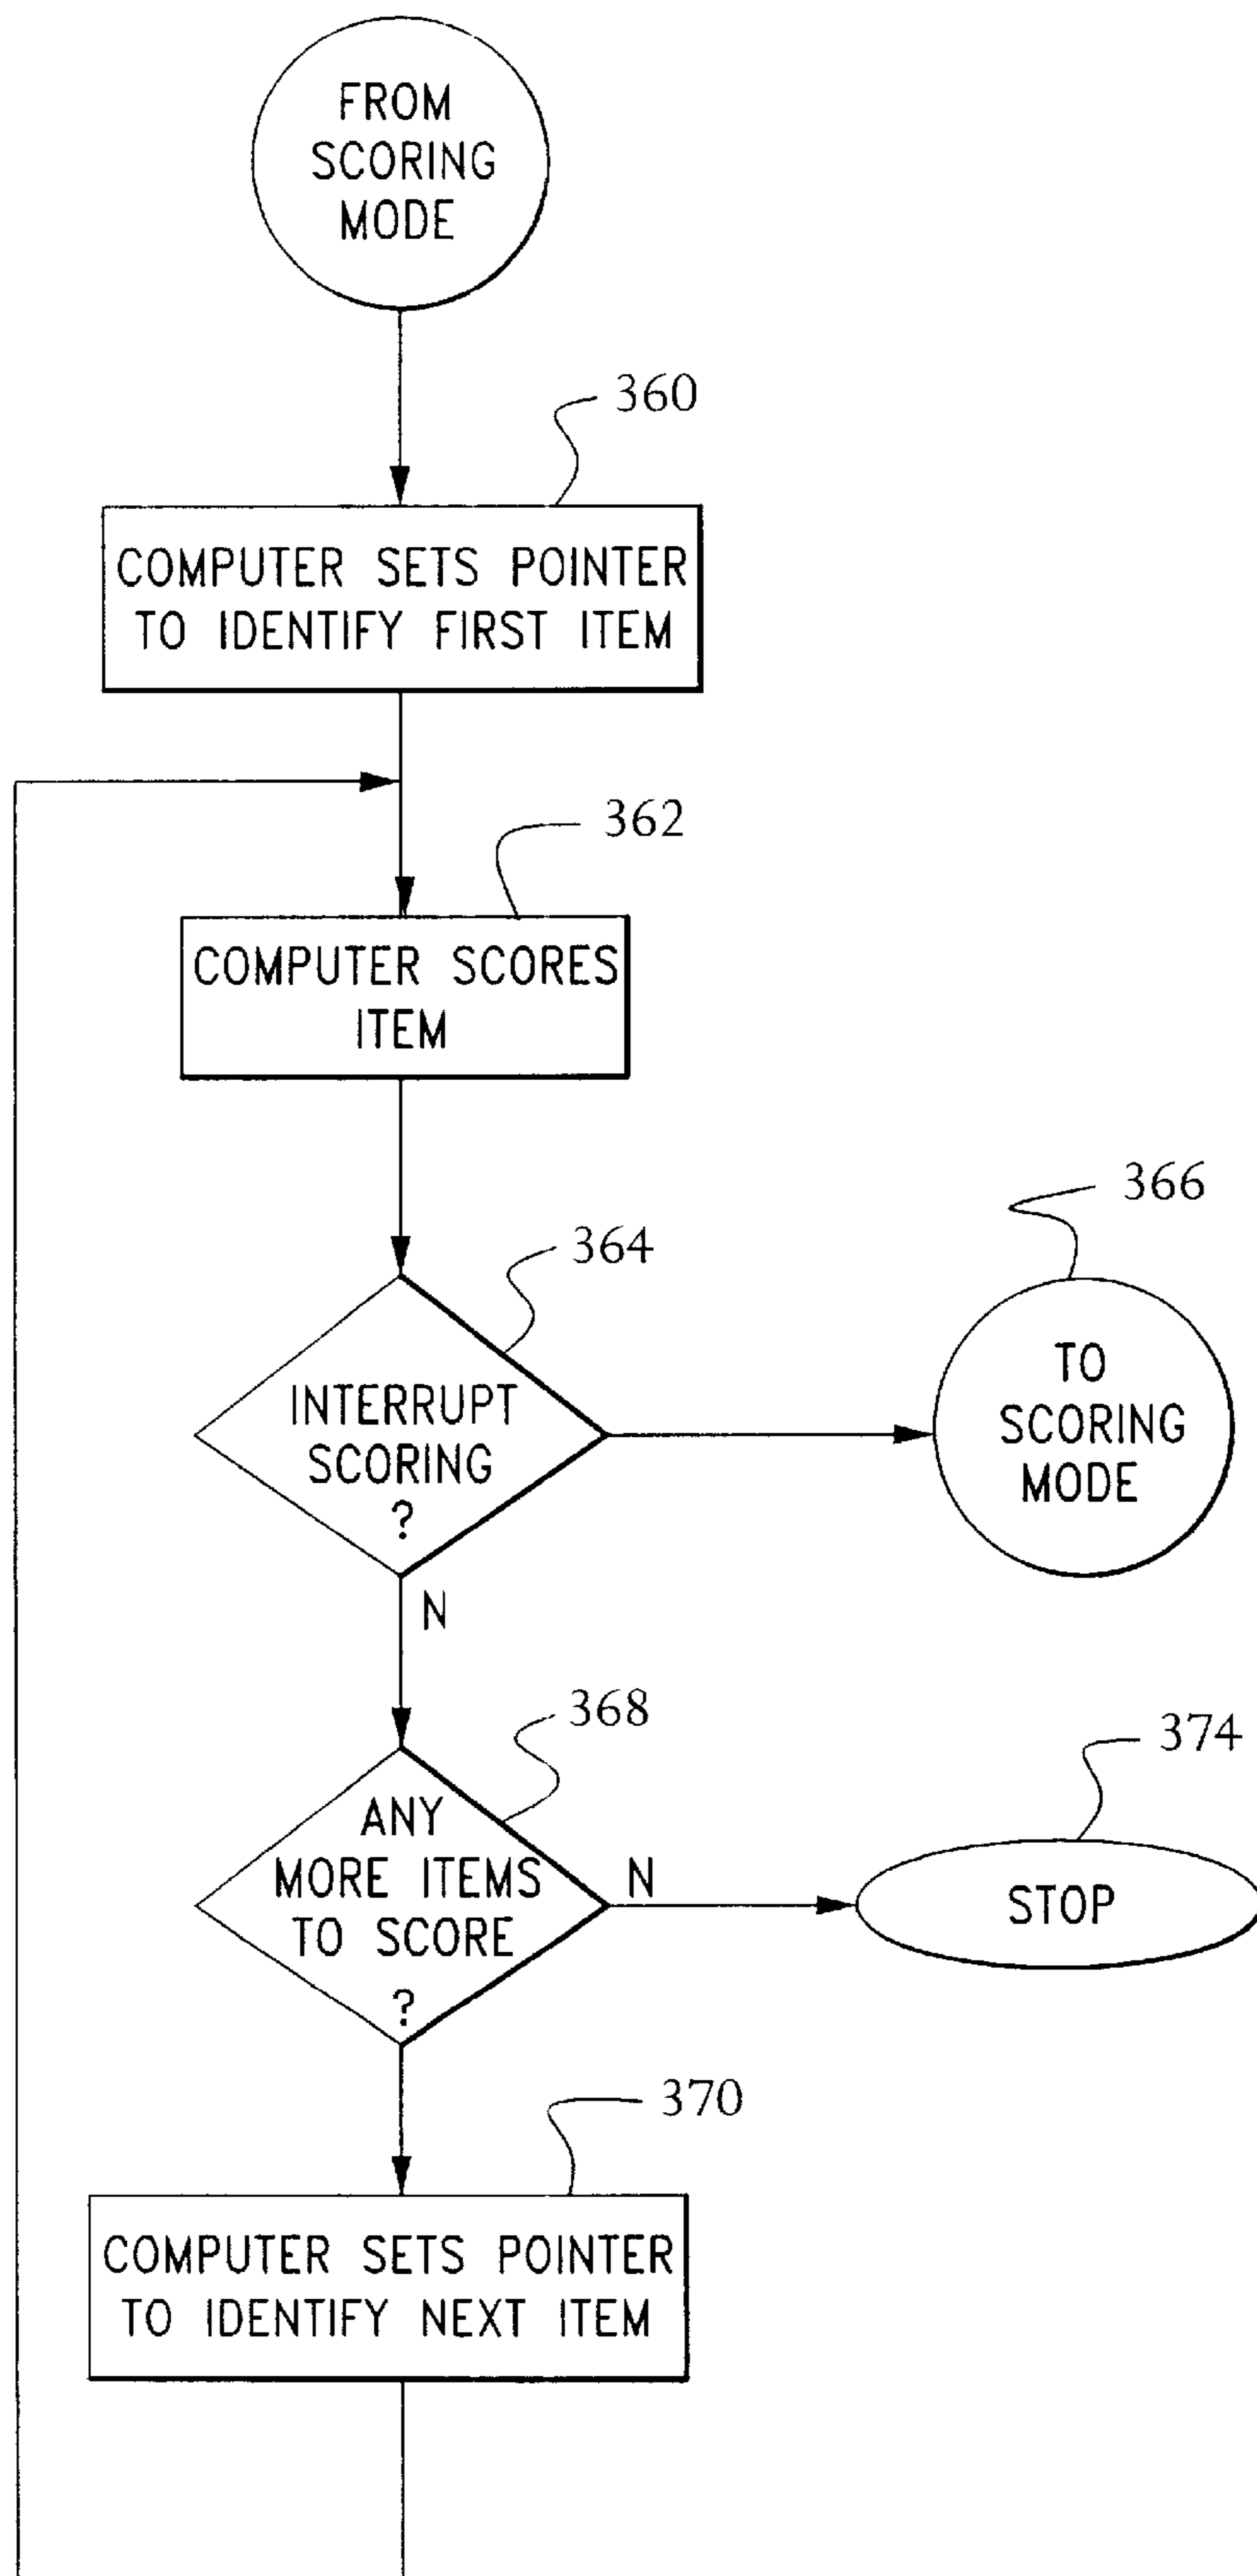 FROM
SCORING
MODE
360
COMPUTER SETS POINTER
TO IDENTIFY FIRST ITEM
362
COMPUTER SCORES
ITEM
364
INTERRUPT
SCORING
?
366
TO
SCORING
MODE
N
368
ANY
MORE ITEMS
TO SCORE
?
N
374
STOP
370
COMPUTER SETS POINTER
TO IDENTIFY NEXT ITEM